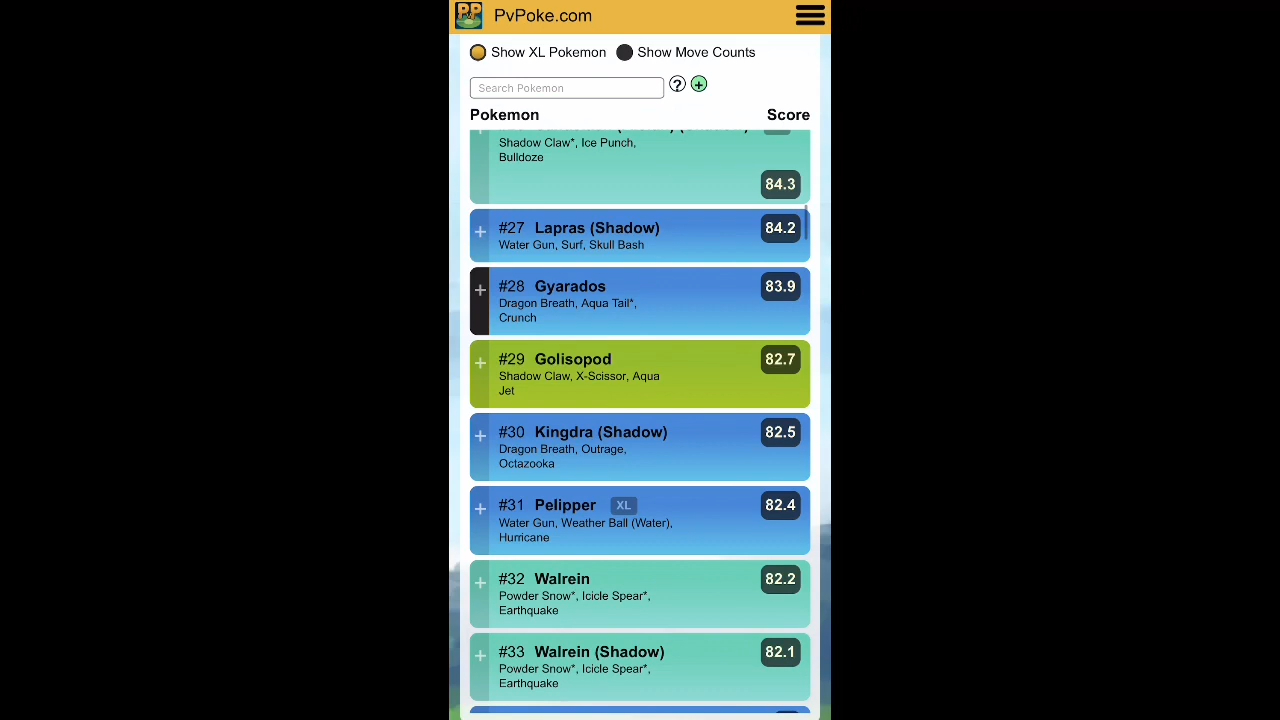 PP
PvPoke.com
Show XL Pokemon Show Move Counts
Search Pokemon ? +
Pokemon Score
Shadow Claw*, Ice Punch,
Bulldoze
84.3
+ #27 Lapras (Shadow) 84.2
Water Gun, Surf, Skull Bash
+ #28 Gyarados 83.9
Dragon Breath, Aqua Tail*,
Crunch
+ #29 Golisopod 82.7
Shadow Claw, X-Scissor, Aqua
Jet
+ #30 Kingdra (Shadow) 82.5
Dragon Breath, Outrage,
Octazooka
+ #31 Pelipper XL 82.4
Water Gun, Weather Ball (Water),
Hurricane
+ #32 Walrein 82.2
Powder Snow*, Icicle Spear*,
Earthquake
+ #33 Walrein (Shadow) 82.1
Powder Snow*, Icicle Spear*,
Earthquake